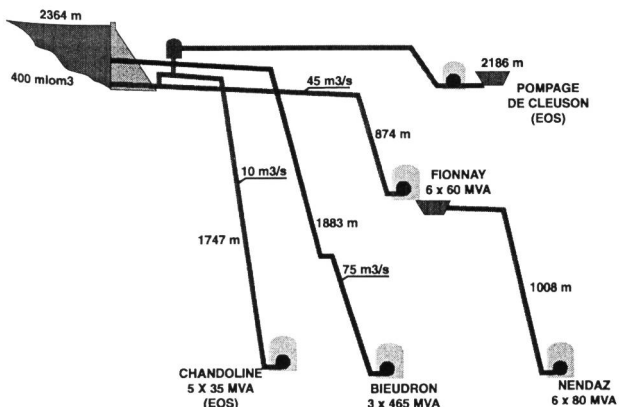 2364 m
400 miom3
45 m3/s
2186 m
POMPAGE
DE CLEUSON
(EOS)
874 m
FIONNAY
6 x 60 MVA
10 m3/s
1883 m
1747 m
75 m3/s
1008 m
CHANDOLINE
5 X 35 MVA
(EOS)
BIEUDRON
3 x 465 MVA
NENDAZ
6 x 80 MVA